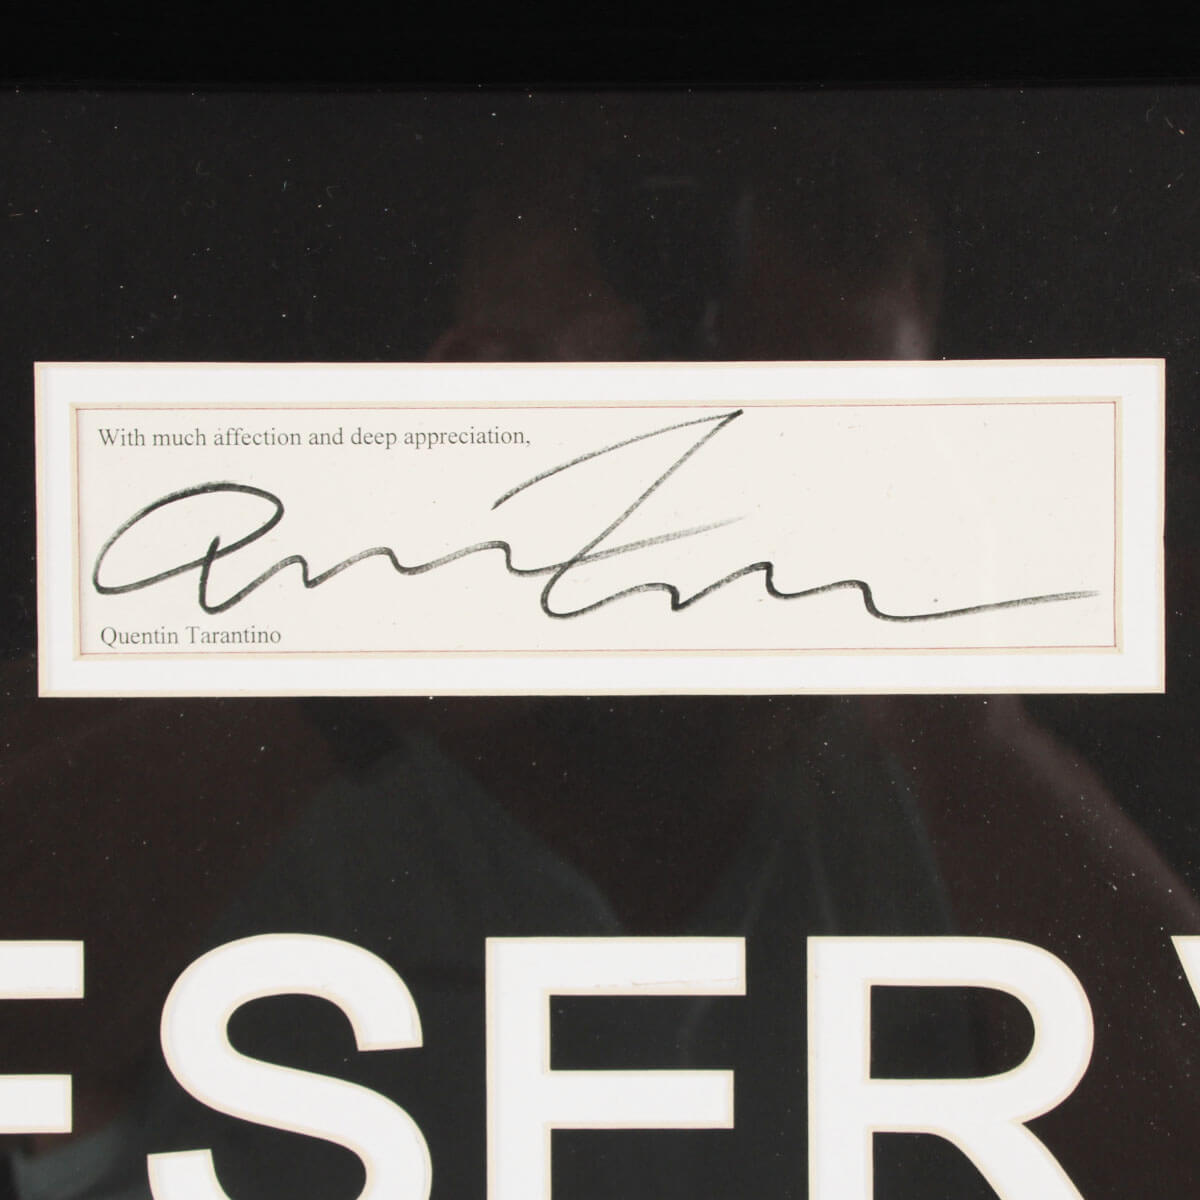 With much affection and deep appreciation,
Quentin Tarantino
ESERV